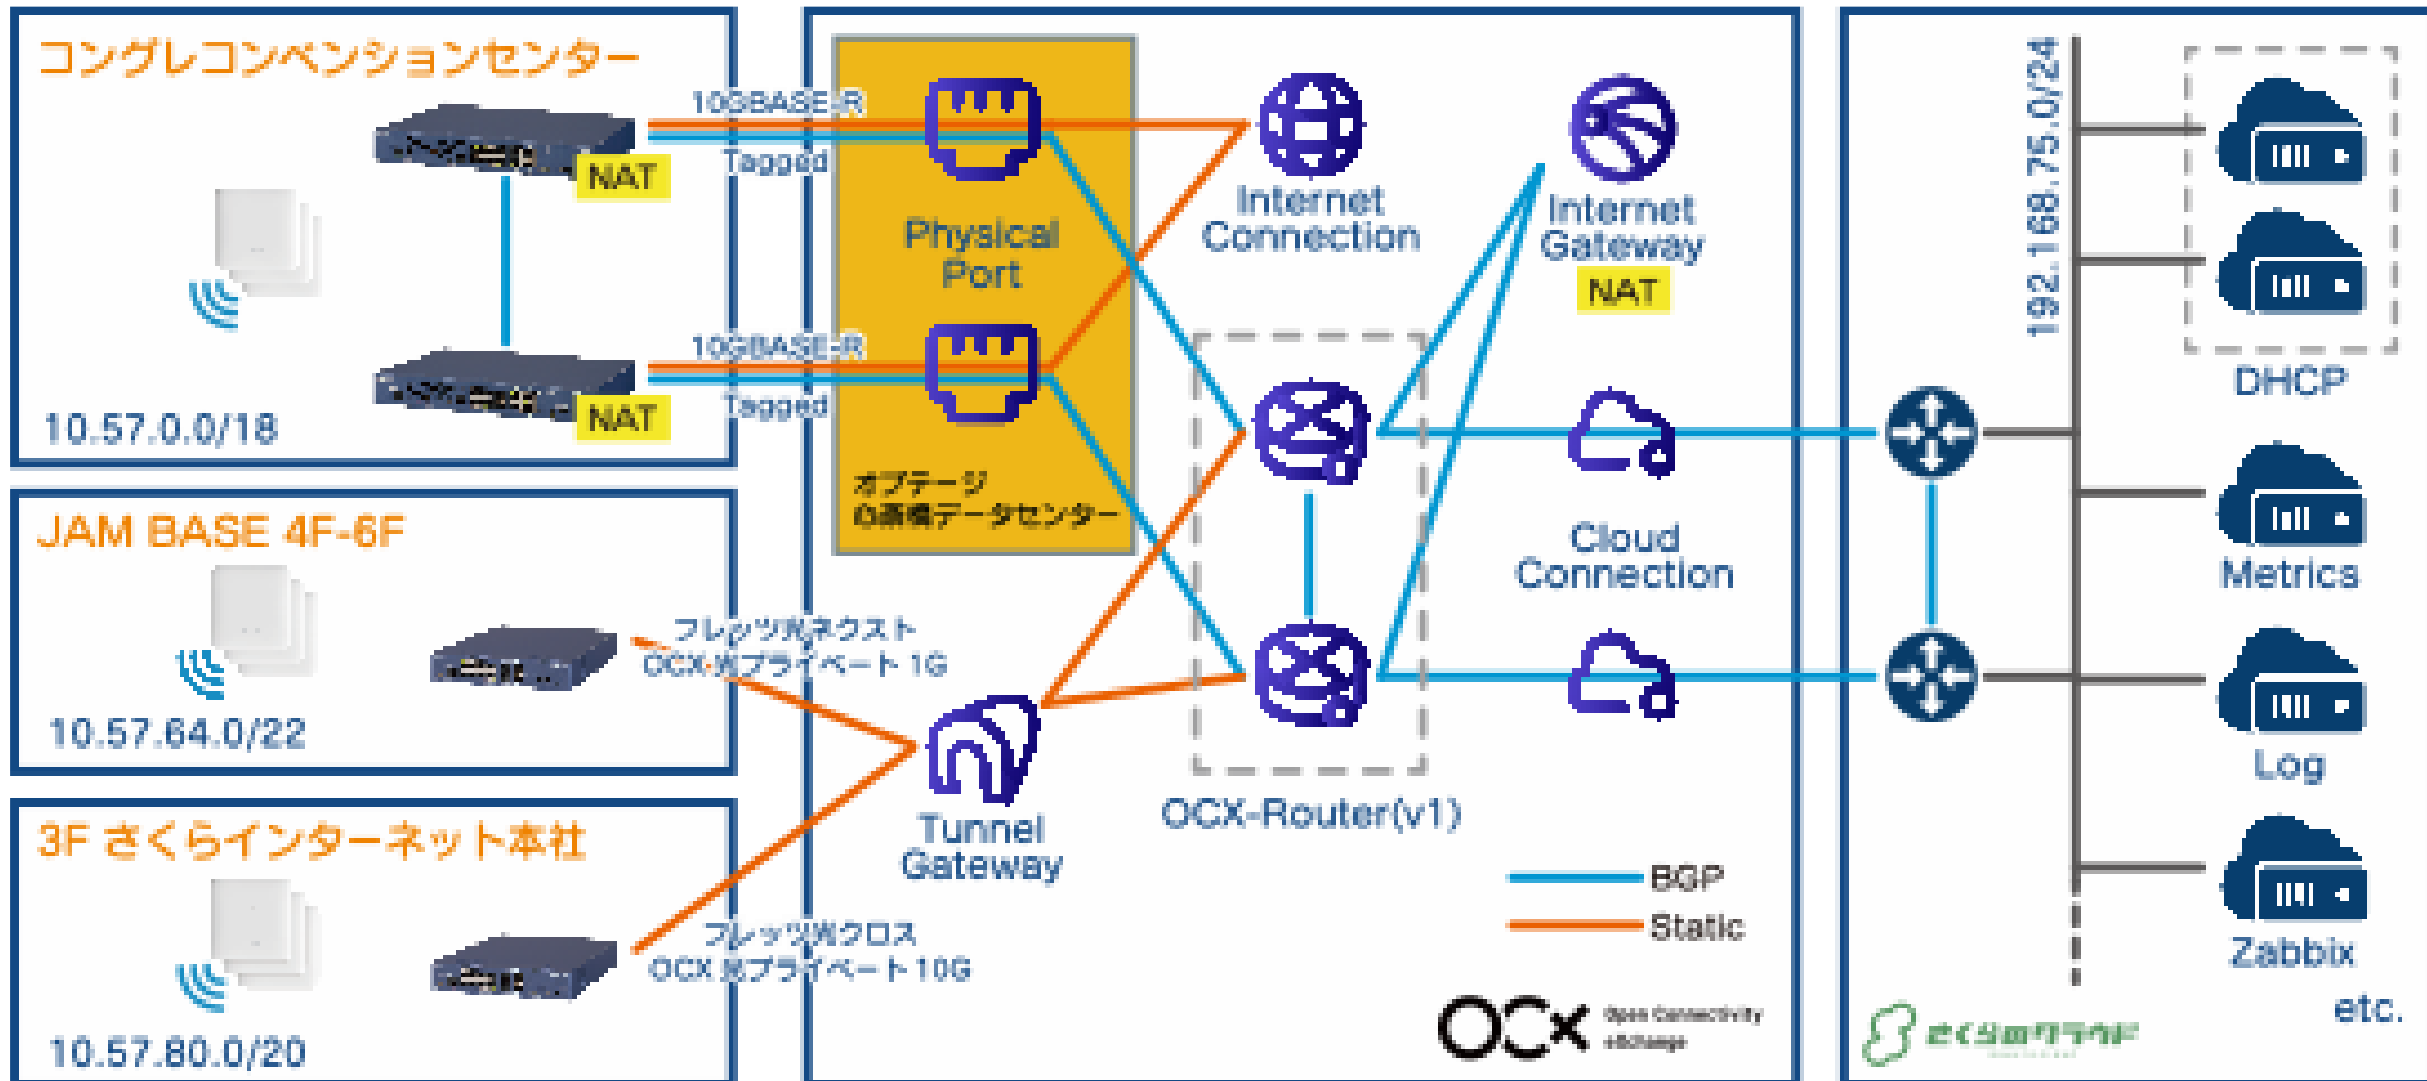 コングレコンベンションセンター
NAT
NAT
10.57.0.0/18
10GBASE-R
Tagged
10GBASE-R
Tagged
Physical
Port
オプテージ
心斎橋データセンター
Internet
Connection
Internet
Gateway
NAT
Cloud
Connection
OCX-Router(v1)
Tunnel
Gateway
JAM BASE 4F-6F
10.57.64.0/22
フレッツ光ネクスト
OCX光プライベート 1G
3F さくらインターネット本社
10.57.80.0/20
フレッツ光クロス
OCX光プライベート 10G
BGP
Static
OCX
Open Connectivity
eXchange
192.168.75.0/24
DHCP
Metrics
Log
Zabbix
etc.
さくらのクラウド